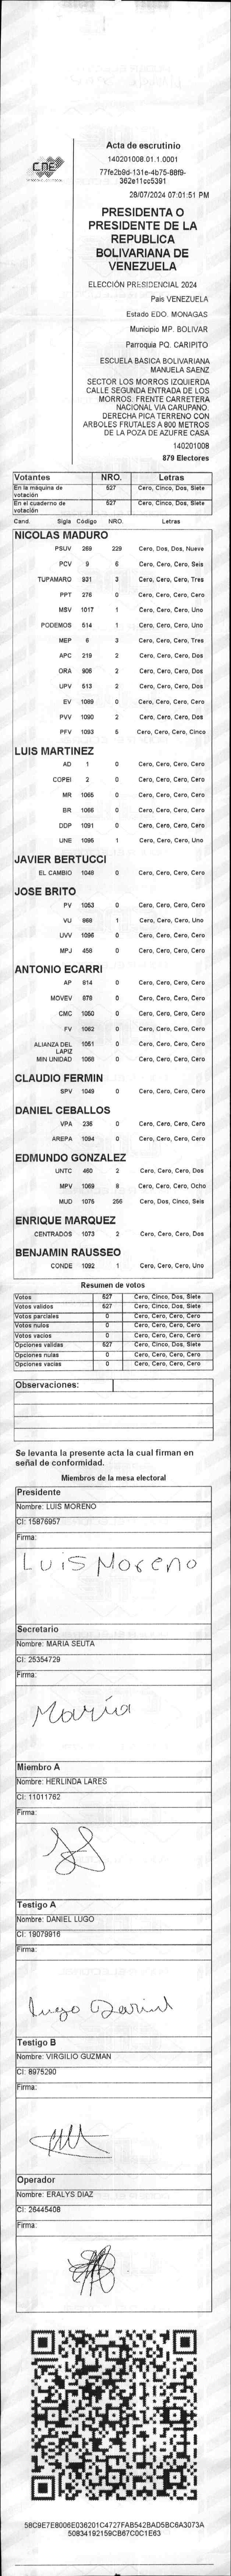 CNE
Acta de escrutinio
140201008.01.1.0001
77fe2b9d-131e-4b75-88f9-
362e11cc5391
28/07/2024 07:01:51 PM
PRESIDENTA O
PRESIDENTE DE LA
REPUBLICA
BOLIVARIANA DE
VENEZUELA
ELECCIÓN PRESIDENCIAL 2024
Pais VENEZUELA
Estado EDO. MONAGAS
Municipio MP. BOLIVAR
Parroquia PQ. CARIPITO
ESCUELA BASICA BOLIVARIANA
MANUELA SAENZ
SECTOR LOS MORROS IZQUIERDA
CALLE SEGUNDA ENTRADA DE LOS
MORROS. FRENTE CARRETERA
NACIONAL VIA CARUPANO.
DERECHA PICA TERRENO CON
ARBOLES FRUTALES A 800 METROS
DE LA POZA DE AZUFRE CASA
140201008
879 Electores
Votantes NRO. Letras
En la máquina de votación 527 Cero, Cinco, Dos, Siete
En el cuaderno de votación 527 Cero, Cinco, Dos, Siete
Cand. Sigla Código NRO. Letras
NICOLAS MADURO
PSUV 269 229 Cero, Dos, Dos, Nueve
PCV 9 6 Cero, Cero, Cero, Seis
TUPAMARO 931 3 Cero, Cero, Cero, Tres
PPT 276 0 Cero, Cero, Cero, Cero
MSV 1017 1 Cero, Cero, Cero, Uno
PODEMOS 514 1 Cero, Cero, Cero, Uno
MEP 6 3 Cero, Cero, Cero, Tres
APC 219 2 Cero, Cero, Cero, Dos
ORA 906 2 Cero, Cero, Cero, Dos
UPV 513 2 Cero, Cero, Cero, Dos
EV 1089 0 Cero, Cero, Cero, Cero
PVV 1090 2 Cero, Cero, Cero, Dos
PFV 1093 5 Cero, Cero, Cero, Cinco
LUIS MARTINEZ
AD 1 0 Cero, Cero, Cero, Cero
COPEI 2 0 Cero, Cero, Cero, Cero
MR 1065 0 Cero, Cero, Cero, Cero
BR 1066 0 Cero, Cero, Cero, Cero
DDP 1091 0 Cero, Cero, Cero, Cero
UNE 1095 1 Cero, Cero, Cero, Uno
JAVIER BERTUCCI
EL CAMBIO 1048 0 Cero, Cero, Cero, Cero
JOSE BRITO
PV 1053 0 Cero, Cero, Cero, Cero
VU 868 1 Cero, Cero, Cero, Uno
UVV 1096 0 Cero, Cero, Cero, Cero
MPJ 458 0 Cero, Cero, Cero, Cero
ANTONIO ECARRI
AP 814 0 Cero, Cero, Cero, Cero
MOVEV 878 0 Cero, Cero, Cero, Cero
CMC 1050 0 Cero, Cero, Cero, Cero
FV 1062 0 Cero, Cero, Cero, Cero
ALIANZA DEL LAPIZ 1051 0 Cero, Cero, Cero, Cero
MIN UNIDAD 1068 0 Cero, Cero, Cero, Cero
CLAUDIO FERMIN
SPV 1049 0 Cero, Cero, Cero, Cero
DANIEL CEBALLOS
VPA 236 0 Cero, Cero, Cero, Cero
AREPA 1094 0 Cero, Cero, Cero, Cero
EDMUNDO GONZALEZ
UNTC 460 2 Cero, Cero, Cero, Dos
MPV 1069 8 Cero, Cero, Cero, Ocho
MUD 1075 256 Cero, Dos, Cinco, Seis
ENRIQUE MARQUEZ
CENTRADOS 1073 2 Cero, Cero, Cero, Dos
BENJAMIN RAUSSEO
CONDE 1092 1 Cero, Cero, Cero, Uno
Resumen de votos
Votos 527 Cero, Cinco, Dos, Siete
Votos validos 527 Cero, Cinco, Dos, Siete
Votos parciales 0 Cero, Cero, Cero, Cero
Votos nulos 0 Cero, Cero, Cero, Cero
Votos vacios 0 Cero, Cero, Cero, Cero
Opciones validas 527 Cero, Cinco, Dos, Siete
Opciones nulas 0 Cero, Cero, Cero, Cero
Opciones vacias 0 Cero, Cero, Cero, Cero
Observaciones:
Se levanta la presente acta la cual firman en
señal de conformidad.
Miembros de la mesa electoral
Presidente
Nombre: LUIS MORENO
CI: 15876957
Firma:
Luis Moreno
Secretario
Nombre: MARIA SEUTA
CI: 25354729
Firma:
María
Miembro A
Nombre: HERLINDA LARES
CI: 11011762
Firma:
Testigo A
Nombre: DANIEL LUGO
CI: 19079916
Firma:
Lugo Daniel
Testigo B
Nombre: VIRGILIO GUZMAN
CI: 8975290
Firma:
Operador
Nombre: ERALYS DIAZ
CI: 26445408
Firma:
58C9E7E8006E036201C4727FAB542BAD5BC6A3073A
50834192159CB67C0C1E63